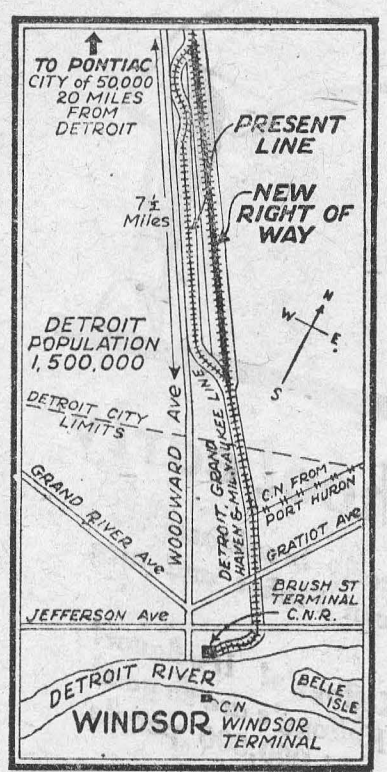 TO PONTIAC
CITY of 50,000
20 MILES
FROM
DETROIT
PRESENT
LINE
7½
Miles
NEW
RIGHT OF
WAY
N
W
E.
S
DETROIT
POPULATION
1,500,000
DETROIT CITY
LIMITS
WOODWARD Ave
DETROIT, GRAND
HAVEN & MILWAUKEE LINE
C.N. FROM
PORT HURON
GRAND RIVER Ave
GRATIOT Ave
BRUSH ST
TERMINAL
C.N.R.
JEFFERSON Ave
DETROIT RIVER
BELLE
ISLE
C.N
WINDSOR
WINDSOR
TERMINAL